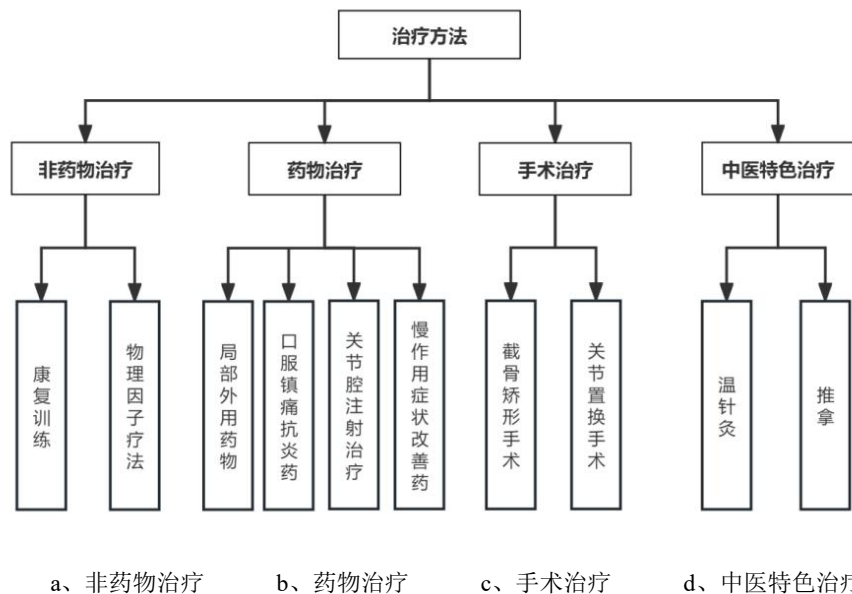 治疗方法
非药物治疗
药物治疗
手术治疗
中医特色治疗
康复训练
物理因子疗法
局部外用药物
口服镇痛抗炎药
关节腔注射治疗
慢作用症状改善药
截骨矫形手术
关节置换手术
温针灸
推拿
a、非药物治疗 b、药物治疗 c、手术治疗 d、中医特色治疗